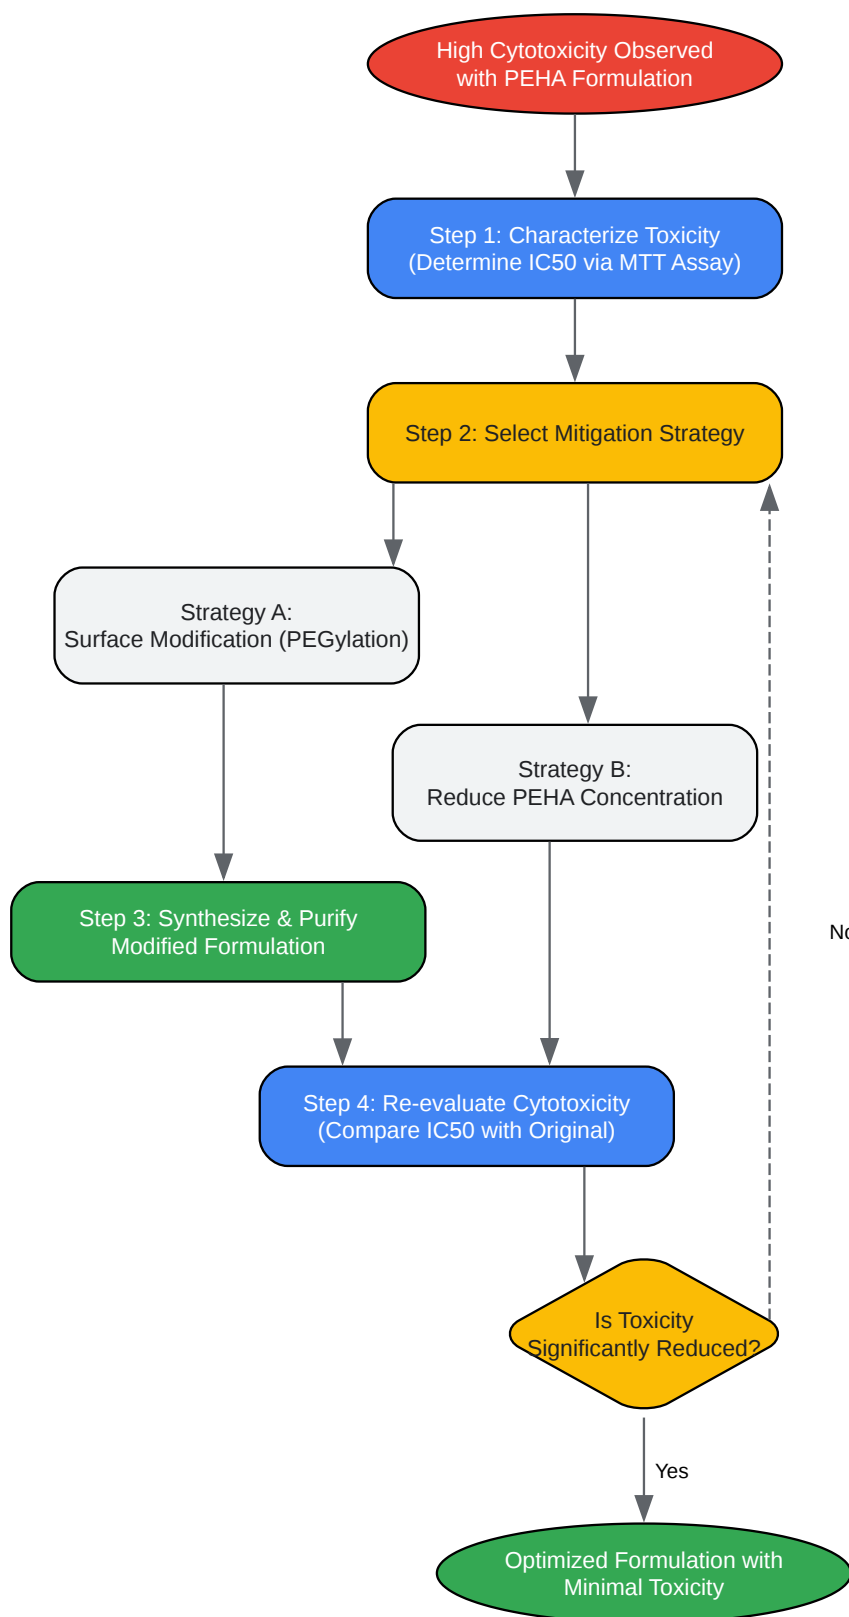 High Cytotoxicity Observed
with PEHA Formulation
Step 1: Characterize Toxicity
(Determine IC50 via MTT Assay)
Step 2: Select Mitigation Strategy
Strategy A:
Surface Modification (PEGylation)
Strategy B:
Reduce PEHA Concentration
Step 3: Synthesize & Purify
Modified Formulation
No
Step 4: Re-evaluate Cytotoxicity
(Compare IC50 with Original)
Is Toxicity
Significantly Reduced?
Yes
Optimized Formulation with
Minimal Toxicity